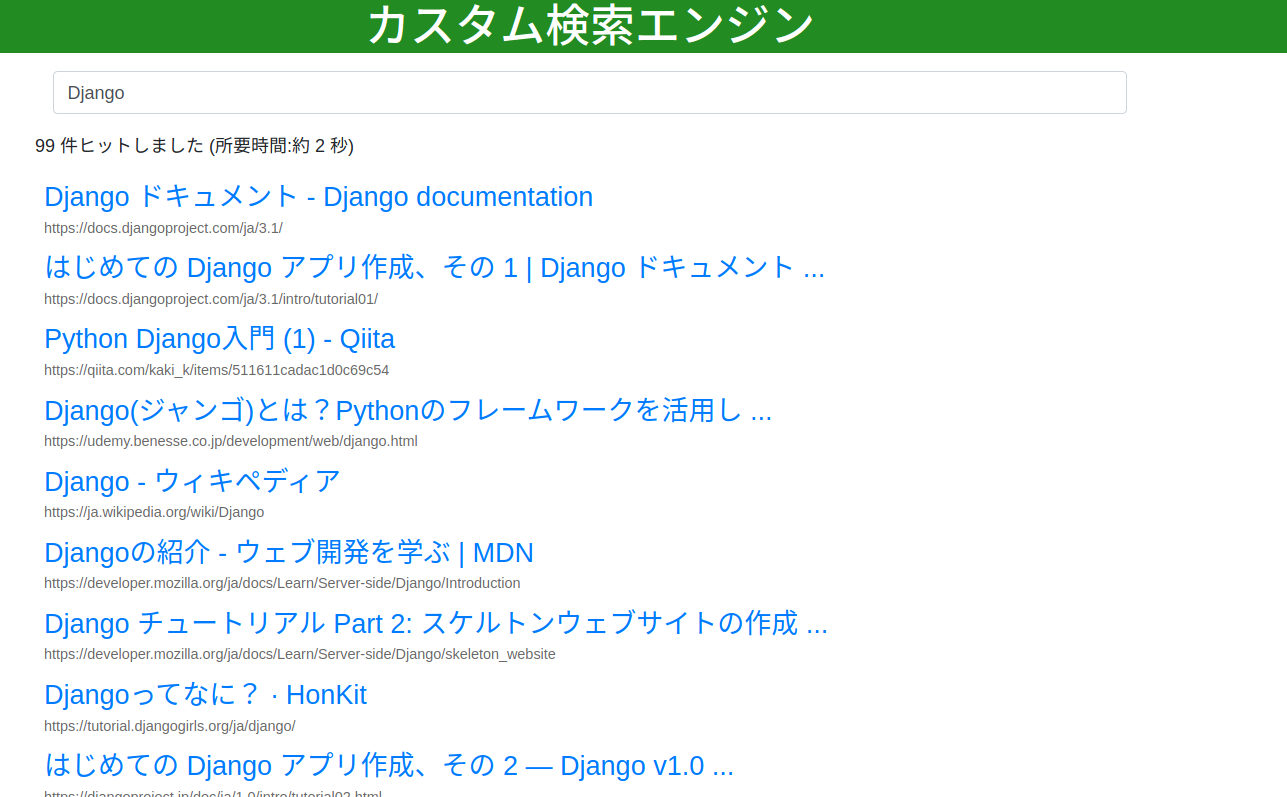 カスタム検索エンジン
Django
99 件ヒットしました (所要時間:約 2 秒)
Django ドキュメント - Django documentation
https://docs.djangoproject.com/ja/3.1/
はじめての Django アプリ作成、その 1 | Django ドキュメント ...
https://docs.djangoproject.com/ja/3.1/intro/tutorial01/
Python Django入門 (1) - Qiita
https://qiita.com/kaki_k/items/511611cadac1d0c69c54
Django(ジャンゴ)とは？Pythonのフレームワークを活用し ...
https://udemy.benesse.co.jp/development/web/django.html
Django - ウィキペディア
https://ja.wikipedia.org/wiki/Django
Djangoの紹介 - ウェブ開発を学ぶ | MDN
https://developer.mozilla.org/ja/docs/Learn/Server-side/Django/Introduction
Django チュートリアル Part 2: スケルトンウェブサイトの作成 ...
https://developer.mozilla.org/ja/docs/Learn/Server-side/Django/skeleton_website
Djangoってなに？ · HonKit
https://tutorial.djangogirls.org/ja/django/
はじめての Django アプリ作成、その 2 — Django v1.0 ...
https://djangoproject.jp/doc/ja/1.0/intro/tutorial02.html